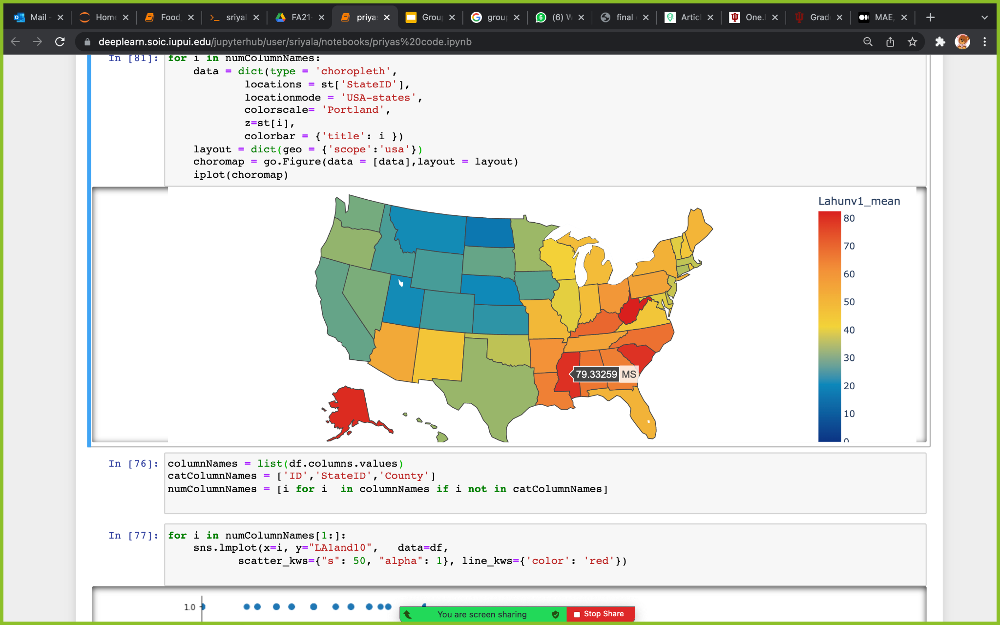 Mail -
Home
Food
sriyal
FA21-
priyas
Group
group
(6) W
final
Articl
One.I
Grad
MAE,
deeplearn.soic.iupui.edu/jupyterhub/user/sriyala/notebooks/priyas%20code.ipynb
In [81]: for i in numColumnNames:
data = dict(type = 'choropleth',
locations = st['StateID'],
locationmode = 'USA-states',
colorscale= 'Portland',
z=st[i],
colorbar = {'title': i })
layout = dict(geo = {'scope':'usa'})
choromap = go.Figure(data = [data],layout = layout)
iplot(choromap)
Lahunv1_mean
80
70
60
50
40
30
20
10
0
79.33259 MS
In [76]: columnNames = list(df.columns.values)
catColumnNames = ['ID','StateID','County']
numColumnNames = [i for i  in columnNames if i not in catColumnNames]
In [77]: for i in numColumnNames[1:]:
sns.lmplot(x=i, y="LA1and10",   data=df,
scatter_kws={"s": 50, "alpha": 1}, line_kws={'color': 'red'})
1.0
You are screen sharing
Stop Share